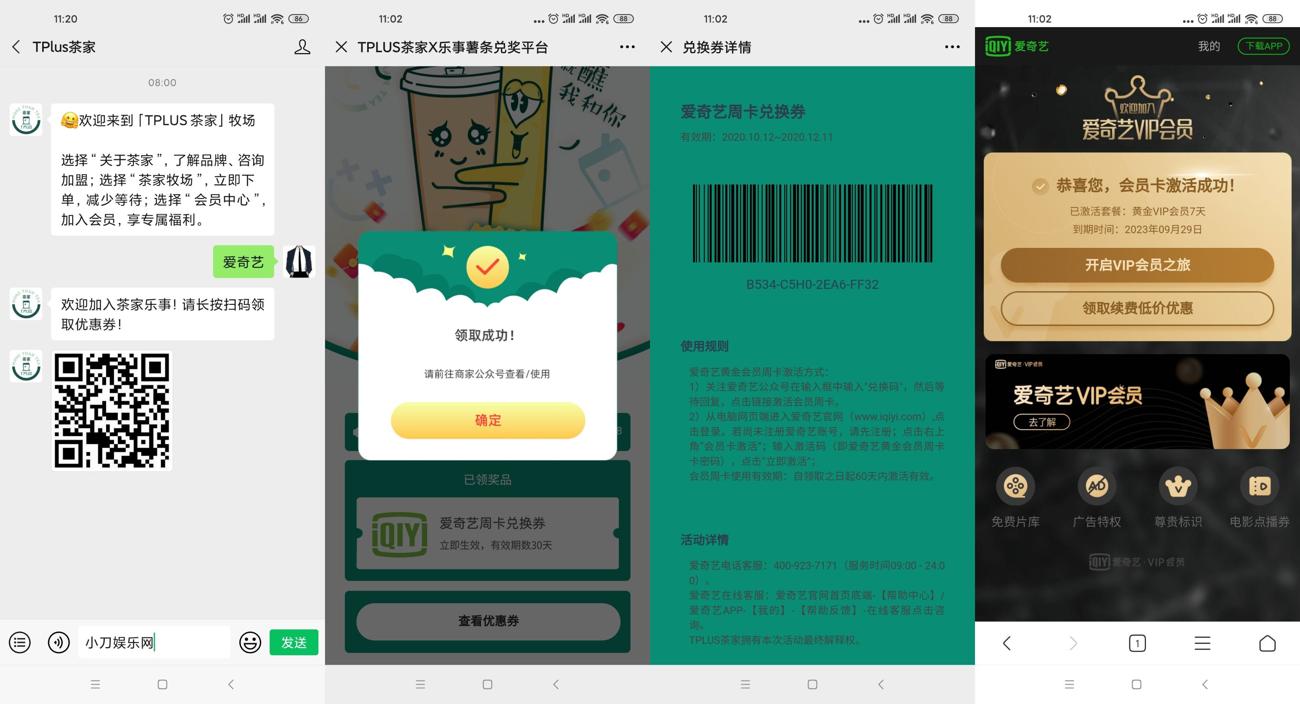 11:20
86
TPlus茶家
08:00
欢迎来到「TPLUS 茶家」牧场
选择“关于茶家”，了解品牌、咨询
加盟；选择“茶家牧场”，立即下
单，减少等待；选择“会员中心”，
加入会员，享专属福利。
爱奇艺
欢迎加入茶家乐事！请长按扫码领
取优惠券！
小刀娱乐网
发送
11:02
88
TPLUS茶家X乐事薯条兑奖平台
就蘸
我和你
领取成功！
请前往商家公众号查看/使用
确定
8
已领奖品
iQIYI
爱奇艺周卡兑换券
立即生效，有效期数30天
查看优惠券
11:02
88
兑换券详情
爱奇艺周卡兑换券
有效期：2020.10.12~2020.12.11
B534-C5H0-2EA6-FF32
使用规则
爱奇艺黄金会员周卡激活方式：
1）关注爱奇艺公众号在输入框中输入“兑换码”，然后等
待回复，点击链接激活会员周卡。
2）从电脑网页端进入爱奇艺官网（www.iqiyi.com）,点
击登录。若尚未注册爱奇艺账号，请先注册；点击右上
角“会员卡激活”；输入激活码（即爱奇艺黄金会员周卡
卡密码），点击“立即激活”；
会员周卡使用有效期：自领取之日起60天内激活有效。
活动详情
爱奇艺电话客服：400-923-7171（服务时间09:00 - 24:0
0）。
爱奇艺在线客服：爱奇艺官网首页底端-【帮助中心】/
爱奇艺APP-【我的】-【帮助反馈】-在线客服点击咨
询。
TPLUS茶家拥有本次活动最终解释权。
11:02
88
iQIYI 爱奇艺
我的
下载APP
欢迎加入
爱奇艺VIP会员
恭喜您，会员卡激活成功！
已激活套餐：黄金VIP会员7天
到期时间：2023年09月29日
开启VIP会员之旅
领取续费低价优惠
iQIYI 爱奇艺·VIP会员
爱奇艺VIP会员
去了解
免费片库
广告特权
尊贵标识
电影点播券
iQIYI 爱奇艺·VIP会员
1